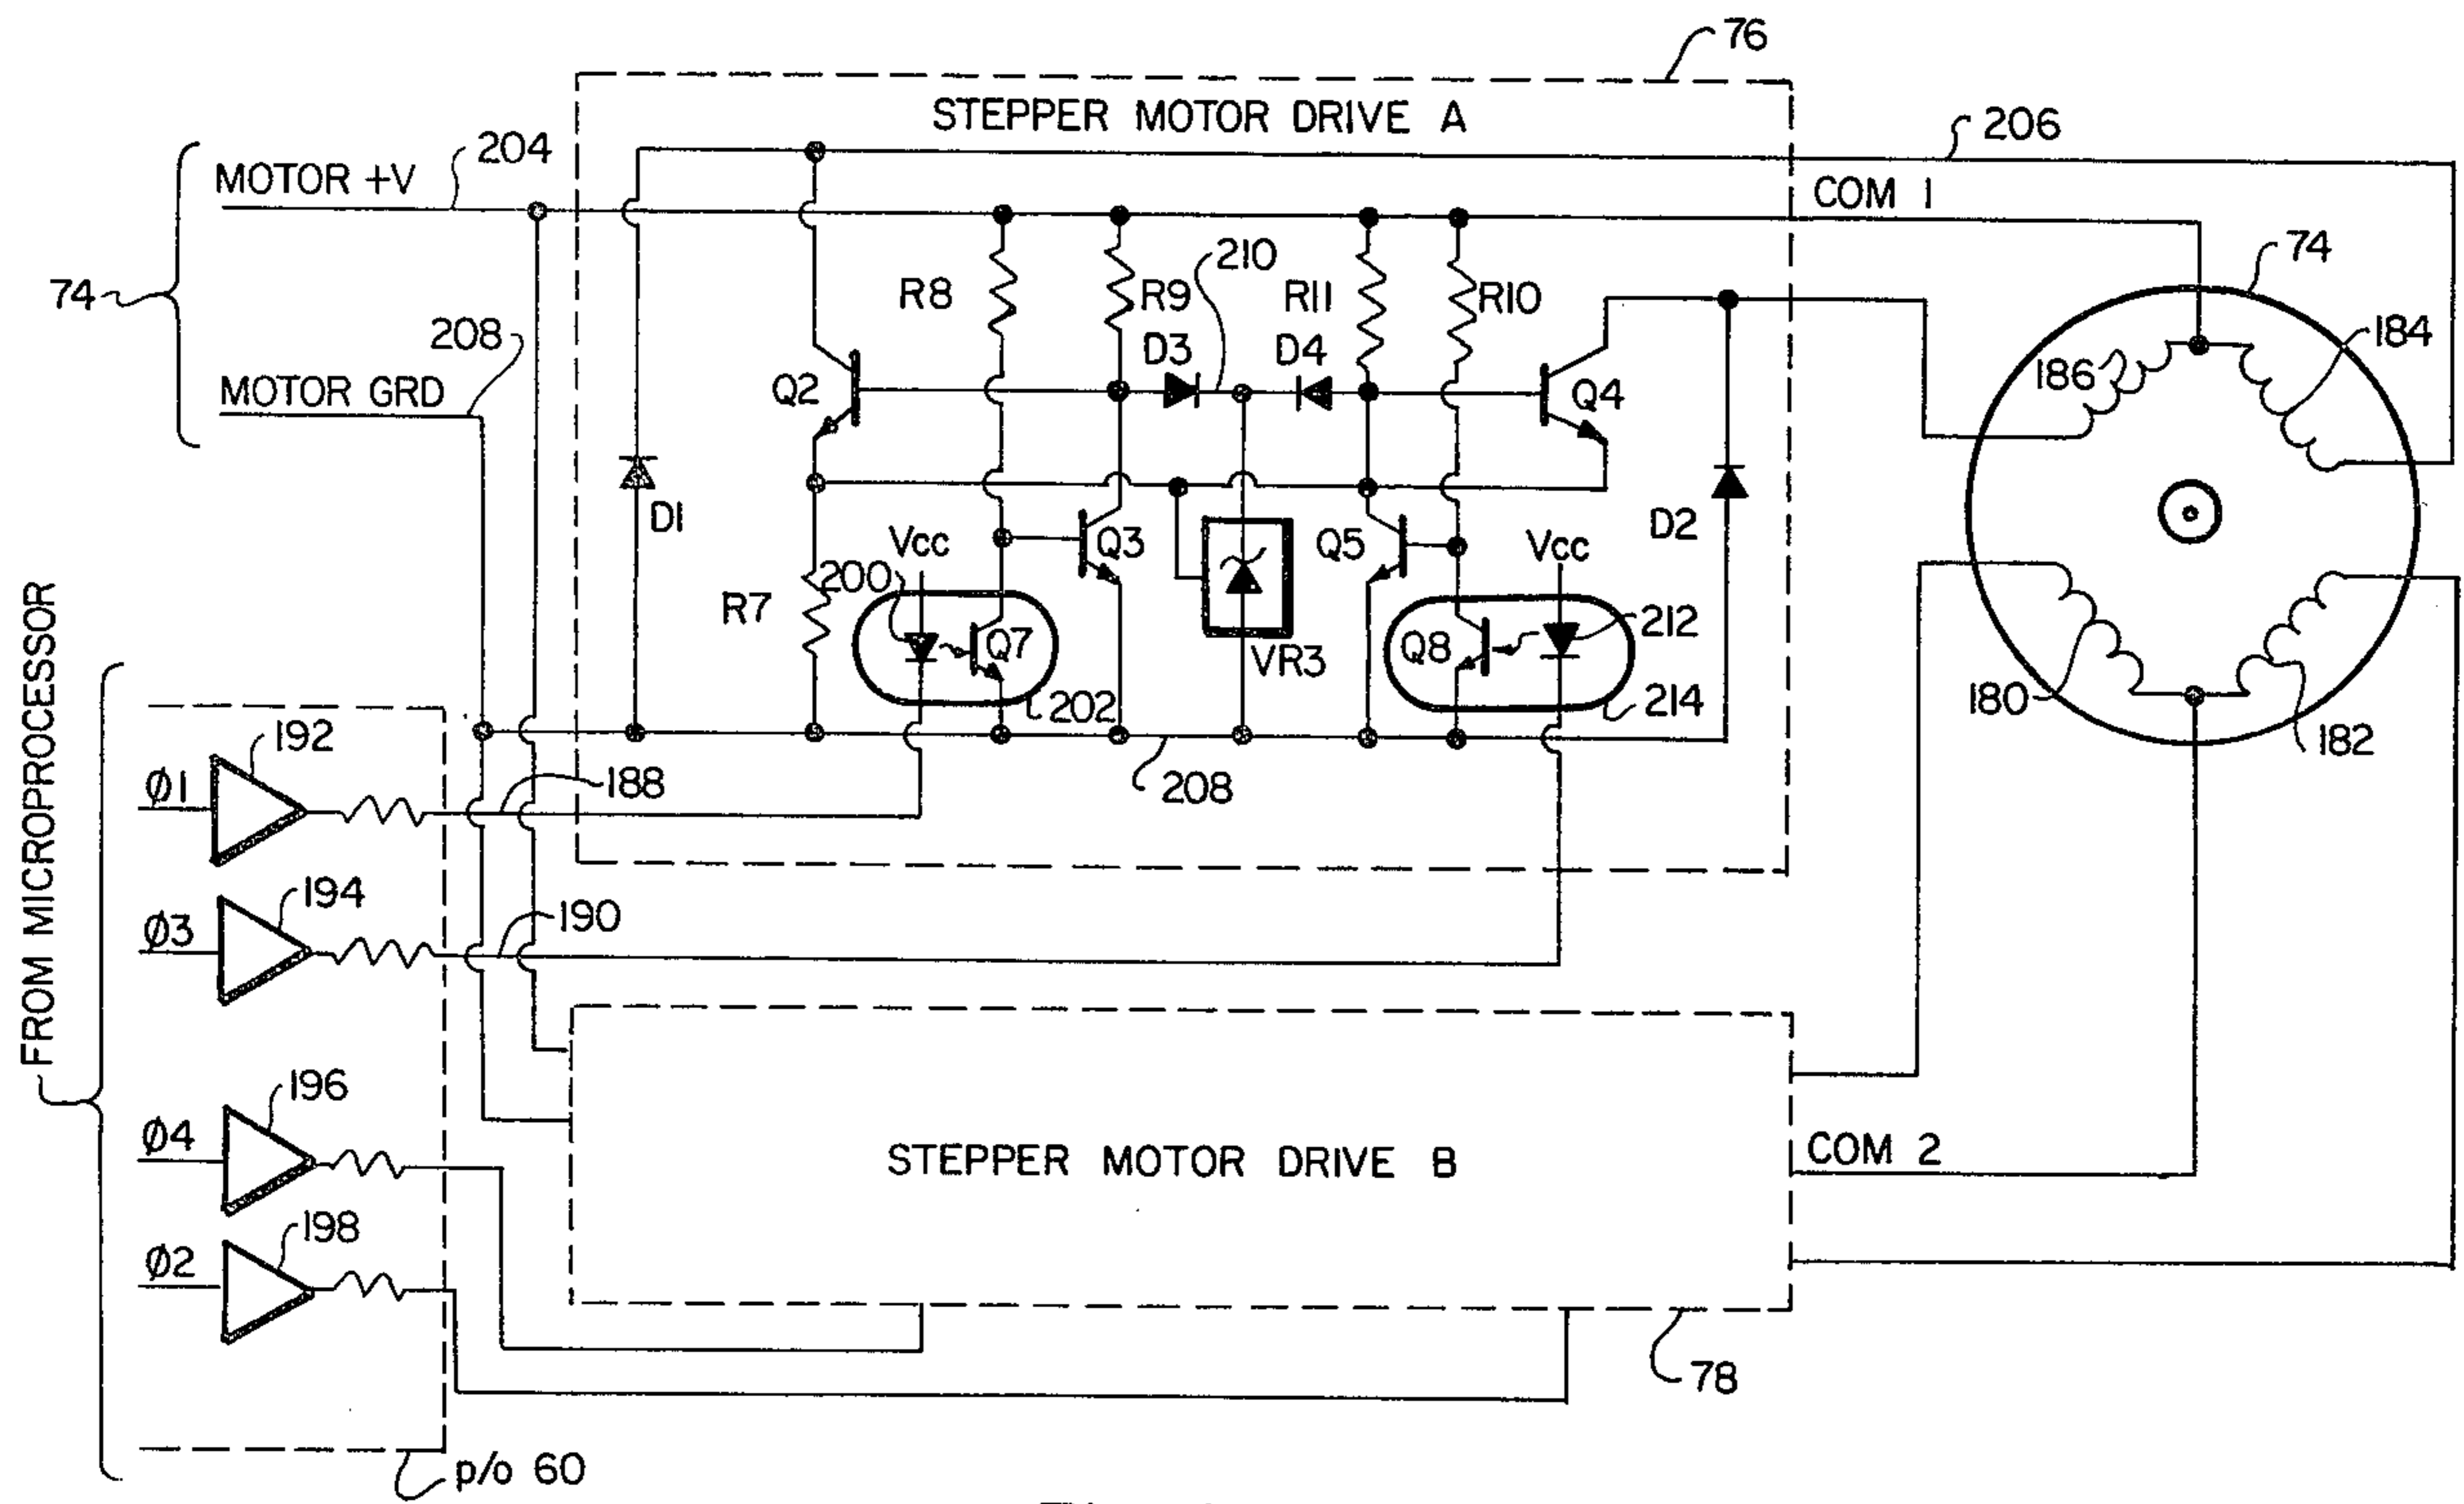 76
STEPPER MOTOR DRIVE A
206
204
MOTOR +V
COM 1
74
74
210
R8
R9
R11
R10
184
208
D3
D4
186
MOTOR GRD
Q2
Q4
D1
Vcc
Q3
Q5
Vcc
D2
200
R7
Q7
Q8
212
VR3
180
202
214
182
FROM MICROPROCESSOR
192
Ø1
188
208
194
Ø3
190
196
Ø4
STEPPER MOTOR DRIVE B
COM 2
198
Ø2
78
p/o 60